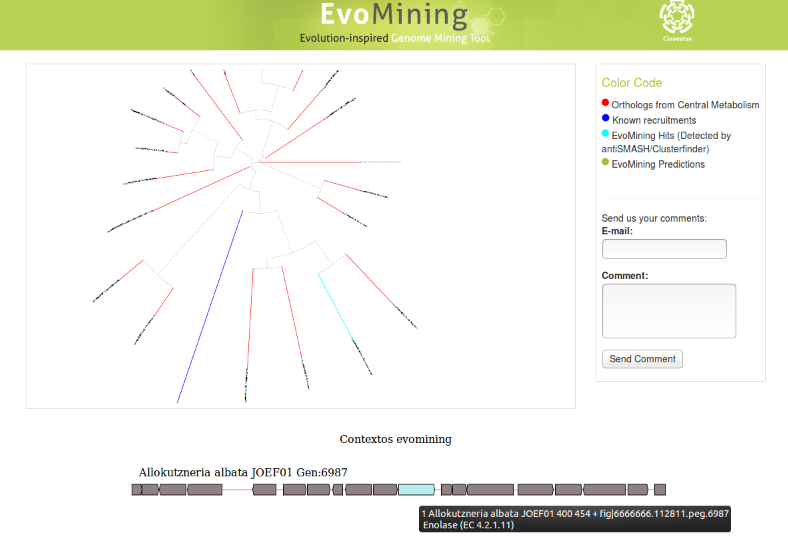 EvoMining
Evolution-inspired Genome Mining Tool
Cinvestav
Color Code
Orthologs from Central Metabolism
Known recruitments
EvoMining Hits (Detected by
antiSMASH/Clusterfinder)
EvoMining Predictions
Send us your comments:
E-mail:
Comment:
Send Comment
Contextos evomining
Allokutzneria albata JOEF01 Gen:6987
1 Allokutzneria albata JOEF01 400 454 + fig|6666666.112811.peg.6987
Enolase (EC 4.2.1.11)